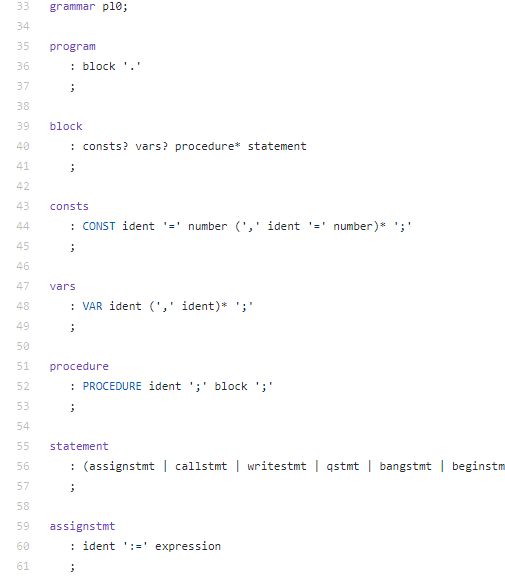 33 grammar pl0;
34
35 program
36 : block '.'
37 ;
38
39 block
40 : consts? vars? procedure* statement
41 ;
42
43 consts
44 : CONST ident '=' number (',' ident '=' number)* ';'
45 ;
46
47 vars
48 : VAR ident (',' ident)* ';'
49 ;
50
51 procedure
52 : PROCEDURE ident ';' block ';'
53 ;
54
55 statement
56 : (assignstmt | callstmt | writestmt | qstmt | bangstmt | beginstm
57 ;
58
59 assignstmt
60 : ident ':=' expression
61 ;